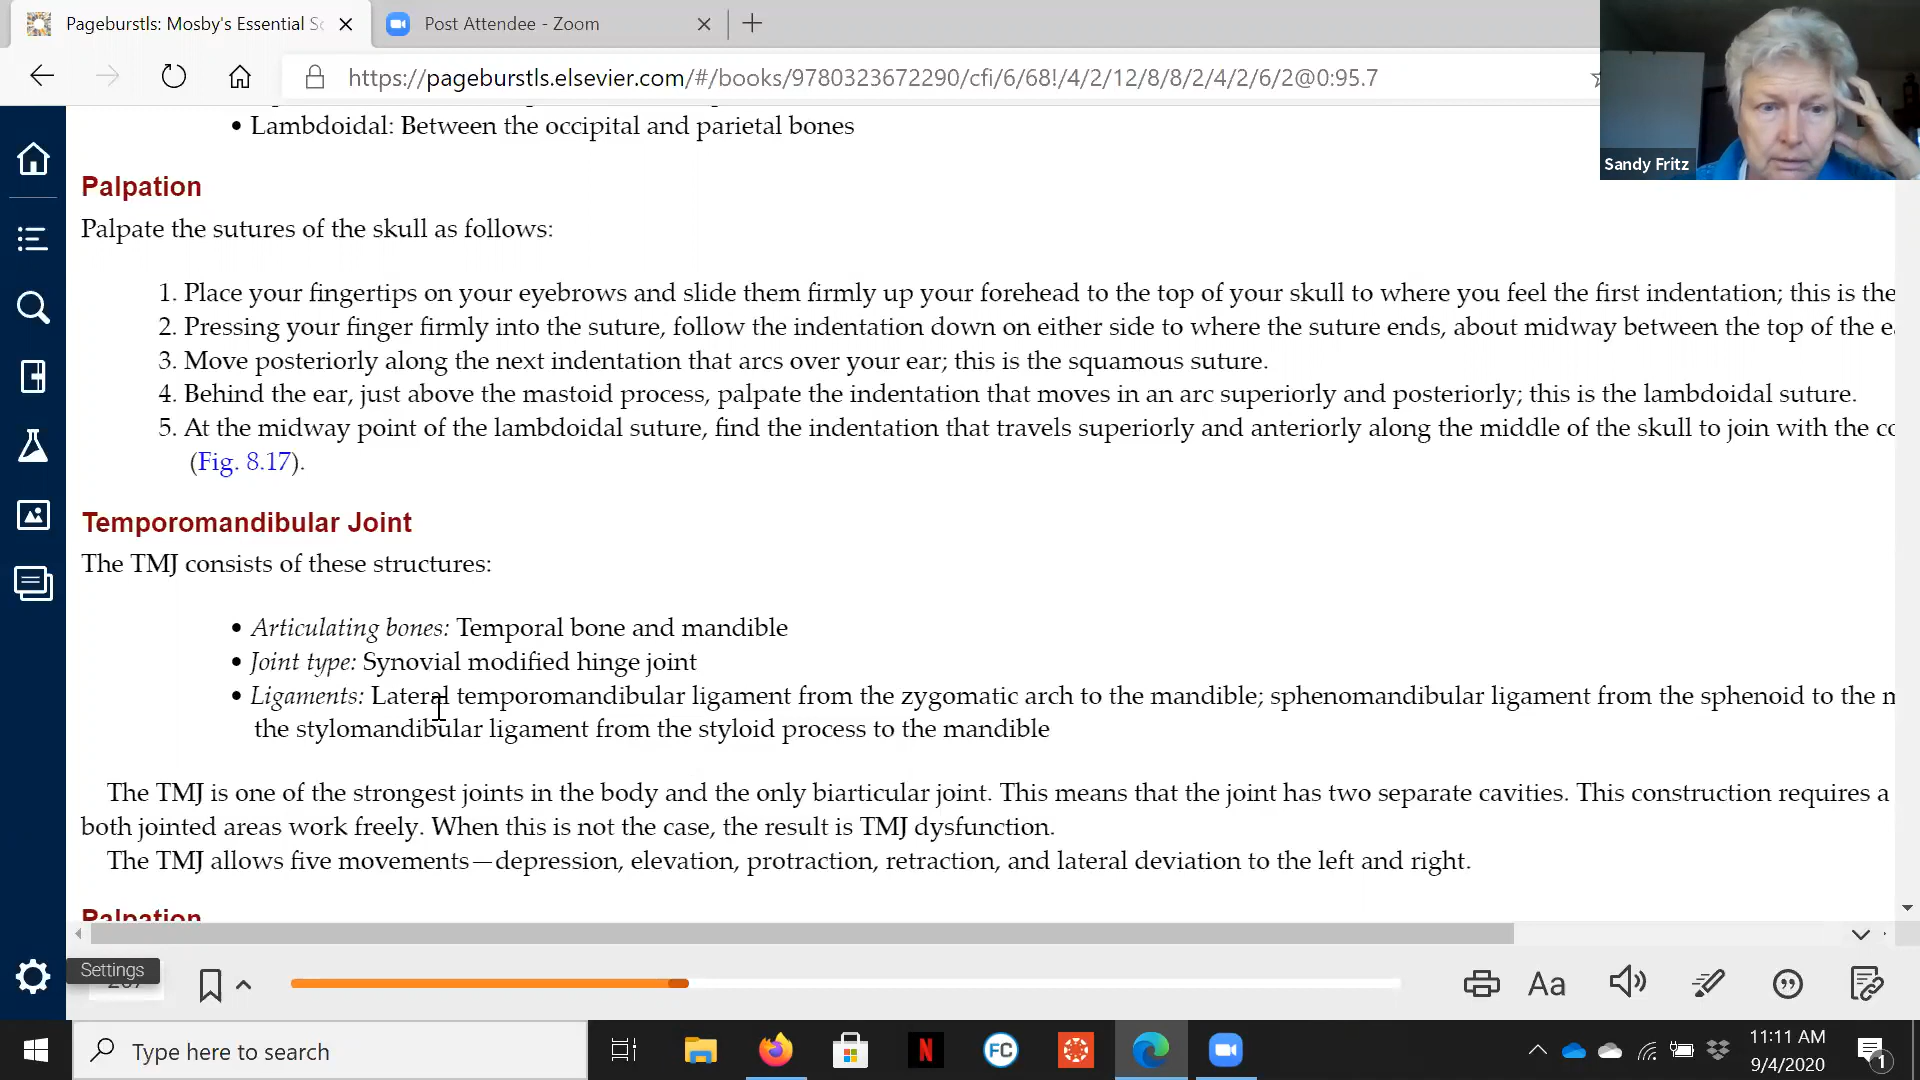 Pageburstls: Mosby's Essential Sc
Post Attendee - Zoom
https://pageburstls.elsevier.com/#/books/9780323672290/cfi/6/68!/4/2/12/8/8/2/4/2/6/2@0:95.7
Sandy Fritz
• Lambdoidal: Between the occipital and parietal bones
Palpation
Palpate the sutures of the skull as follows:
1. Place your fingertips on your eyebrows and slide them firmly up your forehead to the top of your skull to where you feel the first indentation; this is the
2. Pressing your finger firmly into the suture, follow the indentation down on either side to where the suture ends, about midway between the top of the ea
3. Move posteriorly along the next indentation that arcs over your ear; this is the squamous suture.
4. Behind the ear, just above the mastoid process, palpate the indentation that moves in an arc superiorly and posteriorly; this is the lambdoidal suture.
5. At the midway point of the lambdoidal suture, find the indentation that travels superiorly and anteriorly along the middle of the skull to join with the co
(Fig. 8.17).
Temporomandibular Joint
The TMJ consists of these structures:
• Articulating bones: Temporal bone and mandible
• Joint type: Synovial modified hinge joint
• Ligaments: Lateral temporomandibular ligament from the zygomatic arch to the mandible; sphenomandibular ligament from the sphenoid to the m
the stylomandibular ligament from the styloid process to the mandible
The TMJ is one of the strongest joints in the body and the only biarticular joint. This means that the joint has two separate cavities. This construction requires a
both jointed areas work freely. When this is not the case, the result is TMJ dysfunction.
The TMJ allows five movements—depression, elevation, protraction, retraction, and lateral deviation to the left and right.
Palpation
Settings
Aa
Type here to search
N
FC
11:11 AM
9/4/2020
1